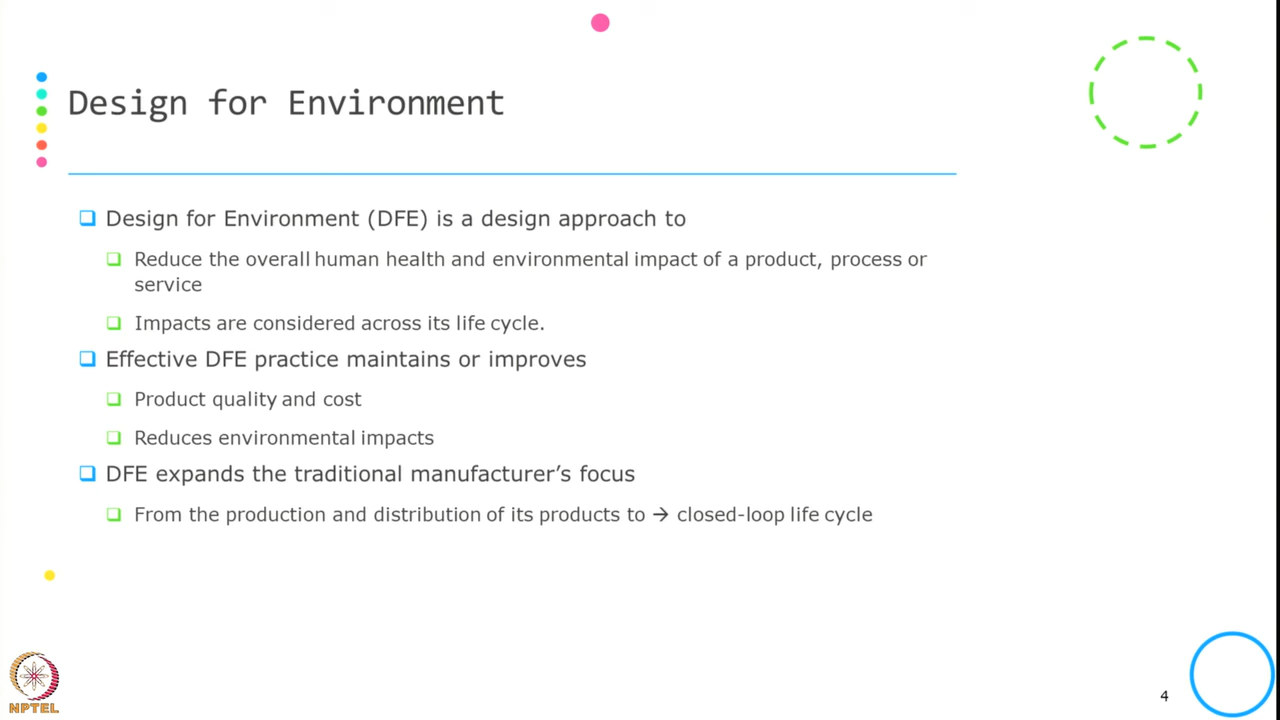 Design for Environment
Design for Environment (DFE) is a design approach to
Reduce the overall human health and environmental impact of a product, process or
service
Impacts are considered across its life cycle.
Effective DFE practice maintains or improves
Product quality and cost
Reduces environmental impacts
DFE expands the traditional manufacturer’s focus
From the production and distribution of its products to → closed-loop life cycle
NPTEL
4